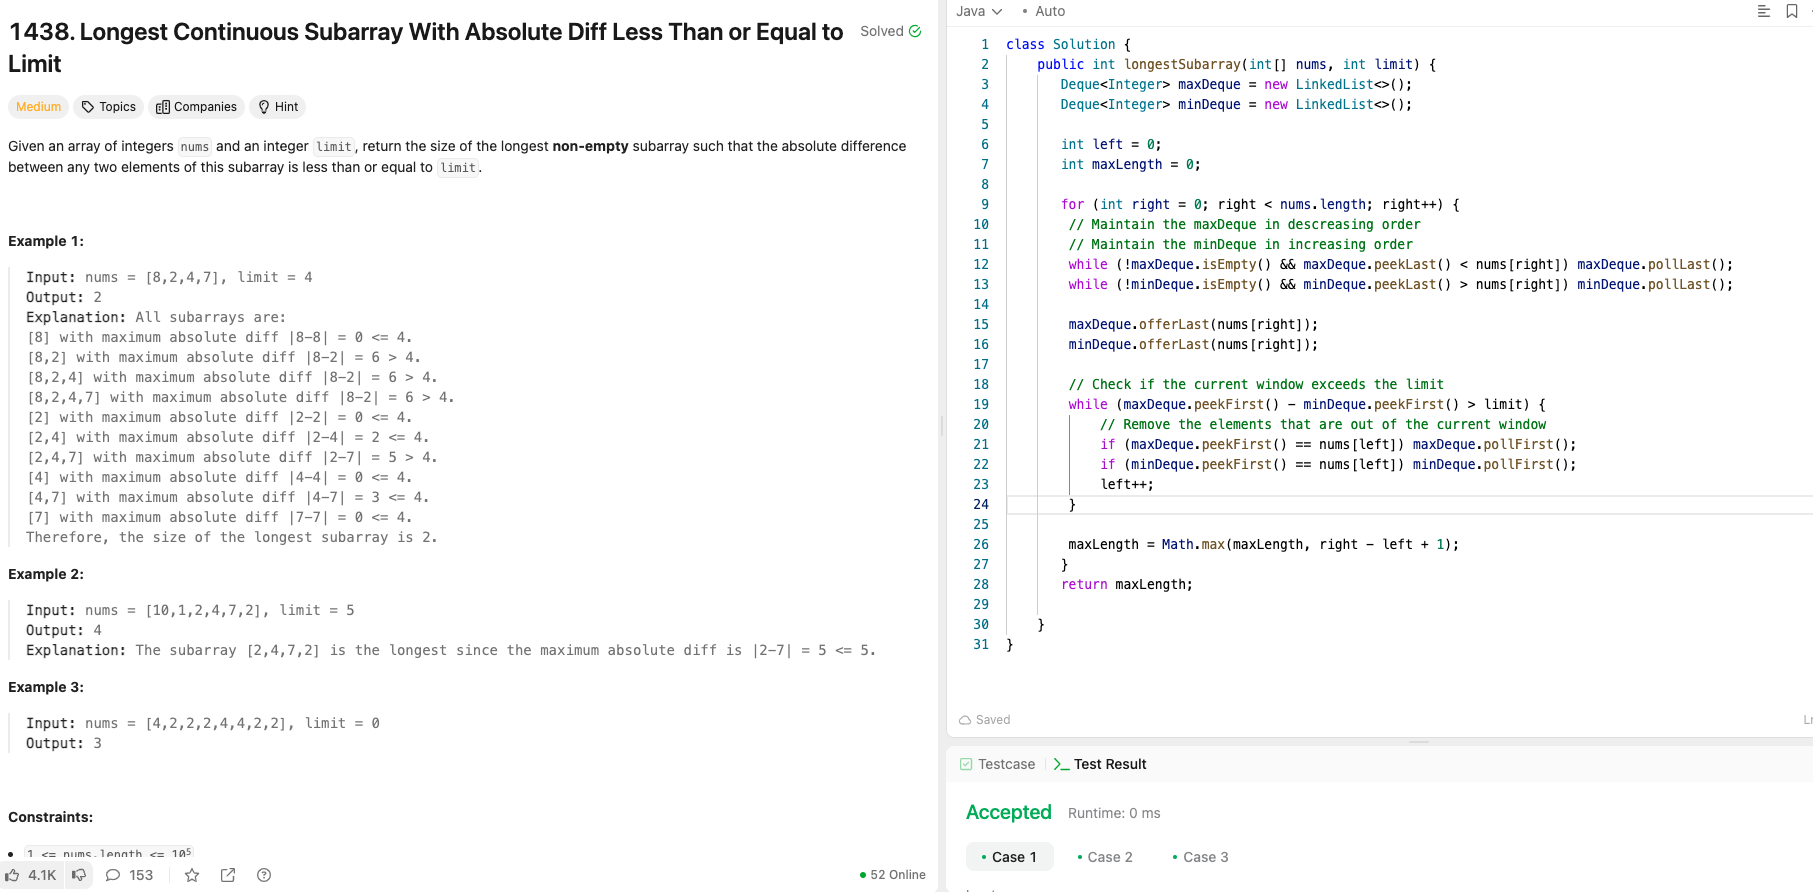 1438. Longest Continuous Subarray With Absolute Diff Less Than or Equal to
Limit
Solved
Medium
Topics
Companies
Hint
Given an array of integers nums and an integer limit, return the size of the longest non-empty subarray such that the absolute difference
between any two elements of this subarray is less than or equal to limit.
Example 1:
Input: nums = [8,2,4,7], limit = 4
Output: 2
Explanation: All subarrays are:
[8] with maximum absolute diff |8-8| = 0 <= 4.
[8,2] with maximum absolute diff |8-2| = 6 > 4.
[8,2,4] with maximum absolute diff |8-2| = 6 > 4.
[8,2,4,7] with maximum absolute diff |8-2| = 6 > 4.
[2] with maximum absolute diff |2-2| = 0 <= 4.
[2,4] with maximum absolute diff |2-4| = 2 <= 4.
[2,4,7] with maximum absolute diff |2-7| = 5 > 4.
[4] with maximum absolute diff |4-4| = 0 <= 4.
[4,7] with maximum absolute diff |4-7| = 3 <= 4.
[7] with maximum absolute diff |7-7| = 0 <= 4.
Therefore, the size of the longest subarray is 2.
Example 2:
Input: nums = [10,1,2,4,7,2], limit = 5
Output: 4
Explanation: The subarray [2,4,7,2] is the longest since the maximum absolute diff is |2-7| = 5 <= 5.
Example 3:
Input: nums = [4,2,2,2,4,4,2,2], limit = 0
Output: 3
Constraints:
• 1 <= nums.length <= 10⁵
4.1K
153
52 Online
Java
• Auto
1 class Solution {
2 public int longestSubarray(int[] nums, int limit) {
3 Deque<Integer> maxDeque = new LinkedList<>();
4 Deque<Integer> minDeque = new LinkedList<>();
5
6 int left = 0;
7 int maxLength = 0;
8
9 for (int right = 0; right < nums.length; right++) {
10 // Maintain the maxDeque in descreasing order
11 // Maintain the minDeque in increasing order
12 while (!maxDeque.isEmpty() && maxDeque.peekLast() < nums[right]) maxDeque.pollLast();
13 while (!minDeque.isEmpty() && minDeque.peekLast() > nums[right]) minDeque.pollLast();
14
15 maxDeque.offerLast(nums[right]);
16 minDeque.offerLast(nums[right]);
17
18 // Check if the current window exceeds the limit
19 while (maxDeque.peekFirst() - minDeque.peekFirst() > limit) {
20 // Remove the elements that are out of the current window
21 if (maxDeque.peekFirst() == nums[left]) maxDeque.pollFirst();
22 if (minDeque.peekFirst() == nums[left]) minDeque.pollFirst();
23 left++;
24 }
25
26 maxLength = Math.max(maxLength, right - left + 1);
27 }
28 return maxLength;
29
30 }
31 }
Saved
Testcase
Test Result
Accepted
Runtime: 0 ms
• Case 1
• Case 2
• Case 3